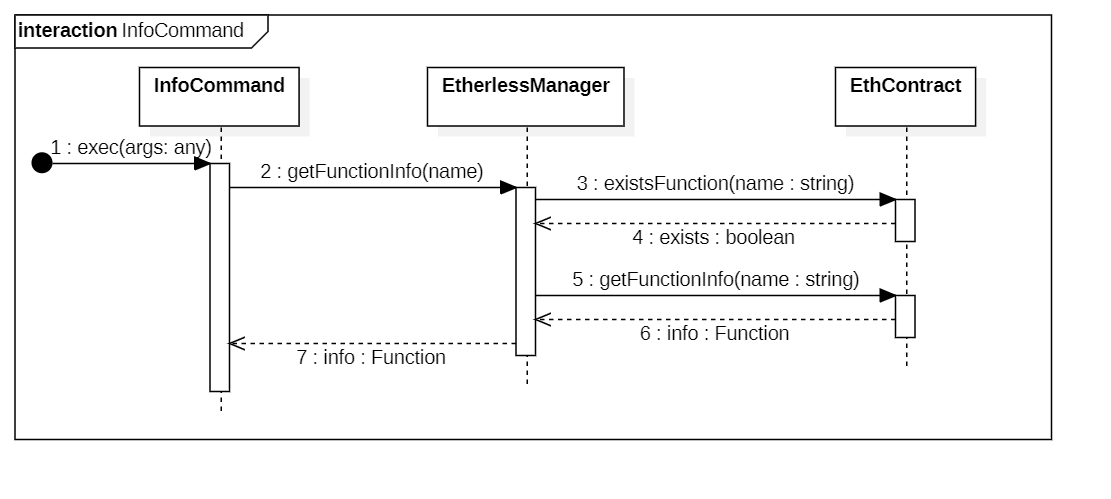 interaction InfoCommand
InfoCommand
EtherlessManager
EthContract
1 : exec(args: any)
2 : getFunctionInfo(name)
3 : existsFunction(name : string)
4 : exists : boolean
5 : getFunctionInfo(name : string)
6 : info : Function
7 : info : Function